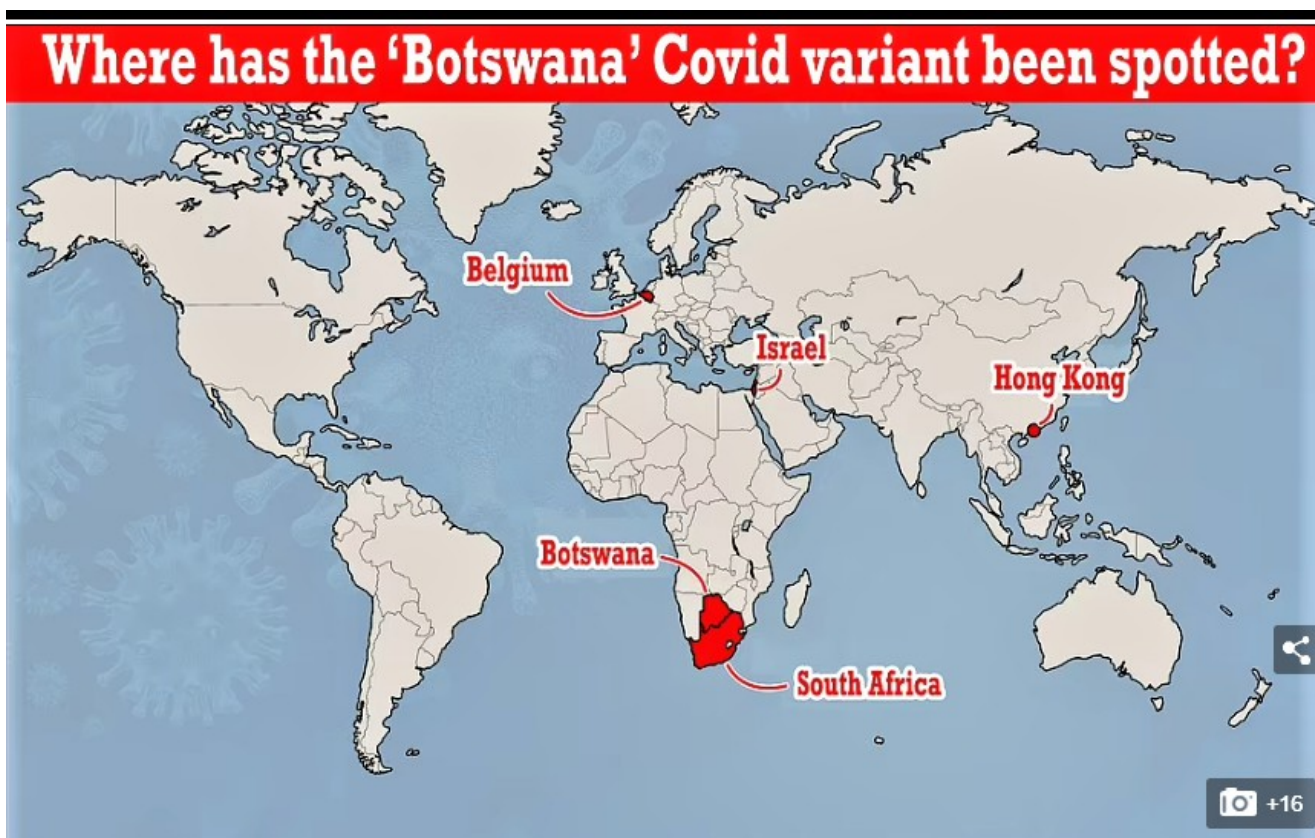 Where has the ‘Botswana’ Covid variant been spotted?
Belgium
Israel
Hong Kong
Botswana
South Africa
+16